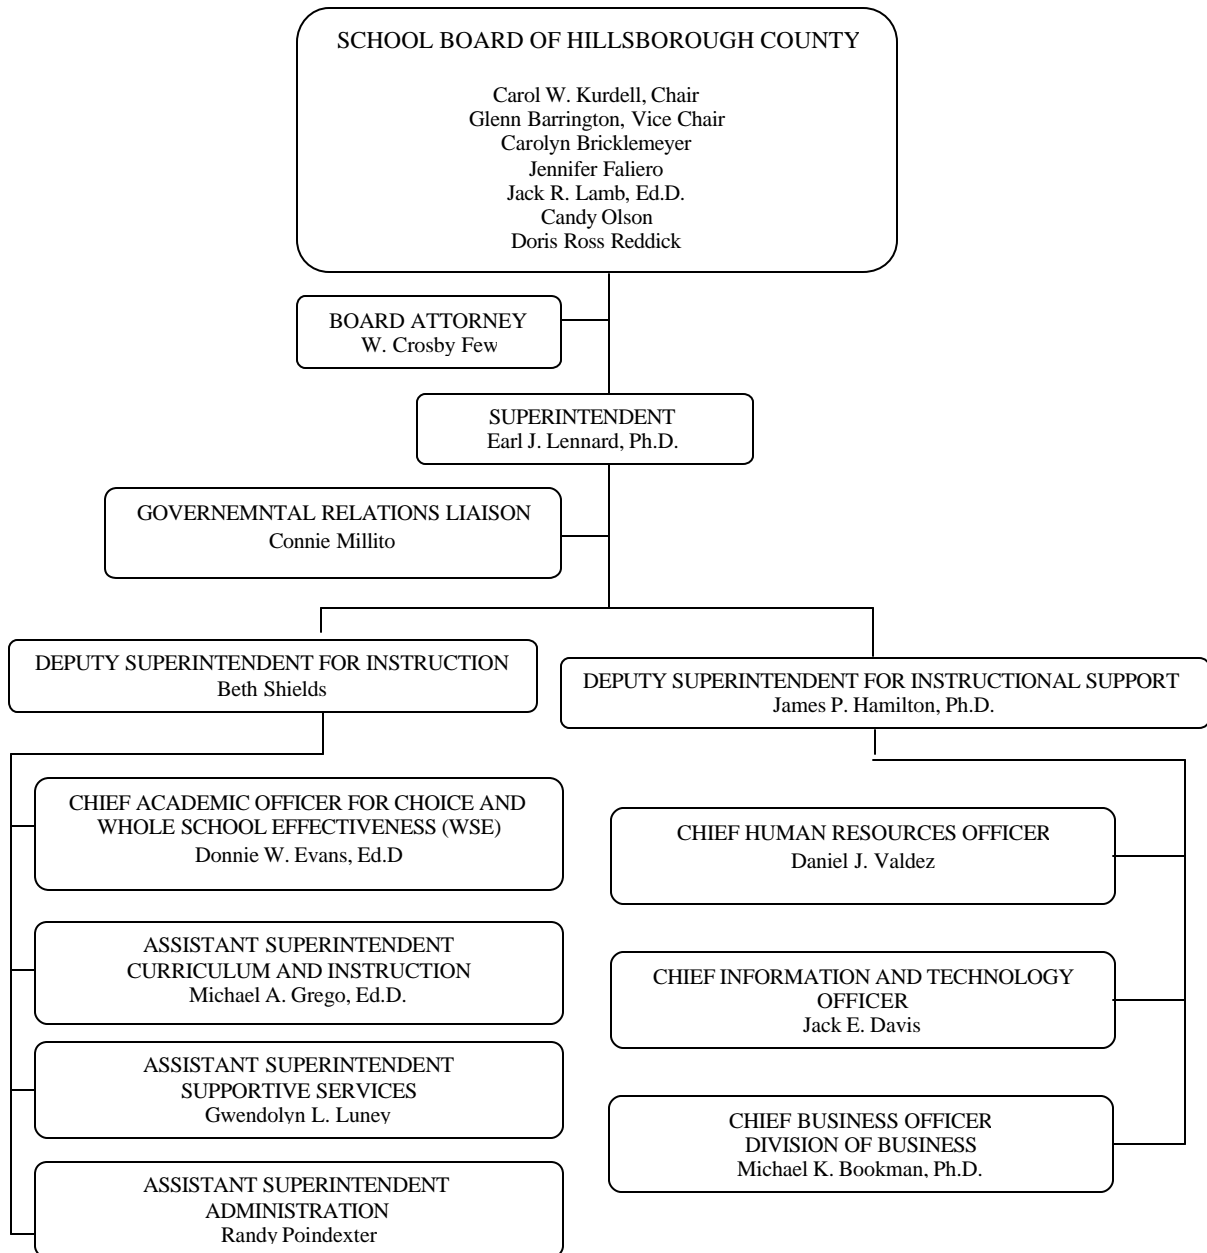 SCHOOL BOARD OF HILLSBOROUGH COUNTY
Carol W. Kurdell, Chair
Glenn Barrington, Vice Chair
Carolyn Bricklemeyer
Jennifer Faliero
Jack R. Lamb, Ed.D.
Candy Olson
Doris Ross Reddick
BOARD ATTORNEY
W. Crosby Few
SUPERINTENDENT
Earl J. Lennard, Ph.D.
GOVERNEMNTAL RELATIONS LIAISON
Connie Millito
DEPUTY SUPERINTENDENT FOR INSTRUCTION
Beth Shields
DEPUTY SUPERINTENDENT FOR INSTRUCTIONAL SUPPORT
James P. Hamilton, Ph.D.
CHIEF ACADEMIC OFFICER FOR CHOICE AND
WHOLE SCHOOL EFFECTIVENESS (WSE)
Donnie W. Evans, Ed.D
ASSISTANT SUPERINTENDENT
CURRICULUM AND INSTRUCTION
Michael A. Grego, Ed.D.
ASSISTANT SUPERINTENDENT
SUPPORTIVE SERVICES
Gwendolyn L. Luney
ASSISTANT SUPERINTENDENT
ADMINISTRATION
Randy Poindexter
CHIEF HUMAN RESOURCES OFFICER
Daniel J. Valdez
CHIEF INFORMATION AND TECHNOLOGY
OFFICER
Jack E. Davis
CHIEF BUSINESS OFFICER
DIVISION OF BUSINESS
Michael K. Bookman, Ph.D.